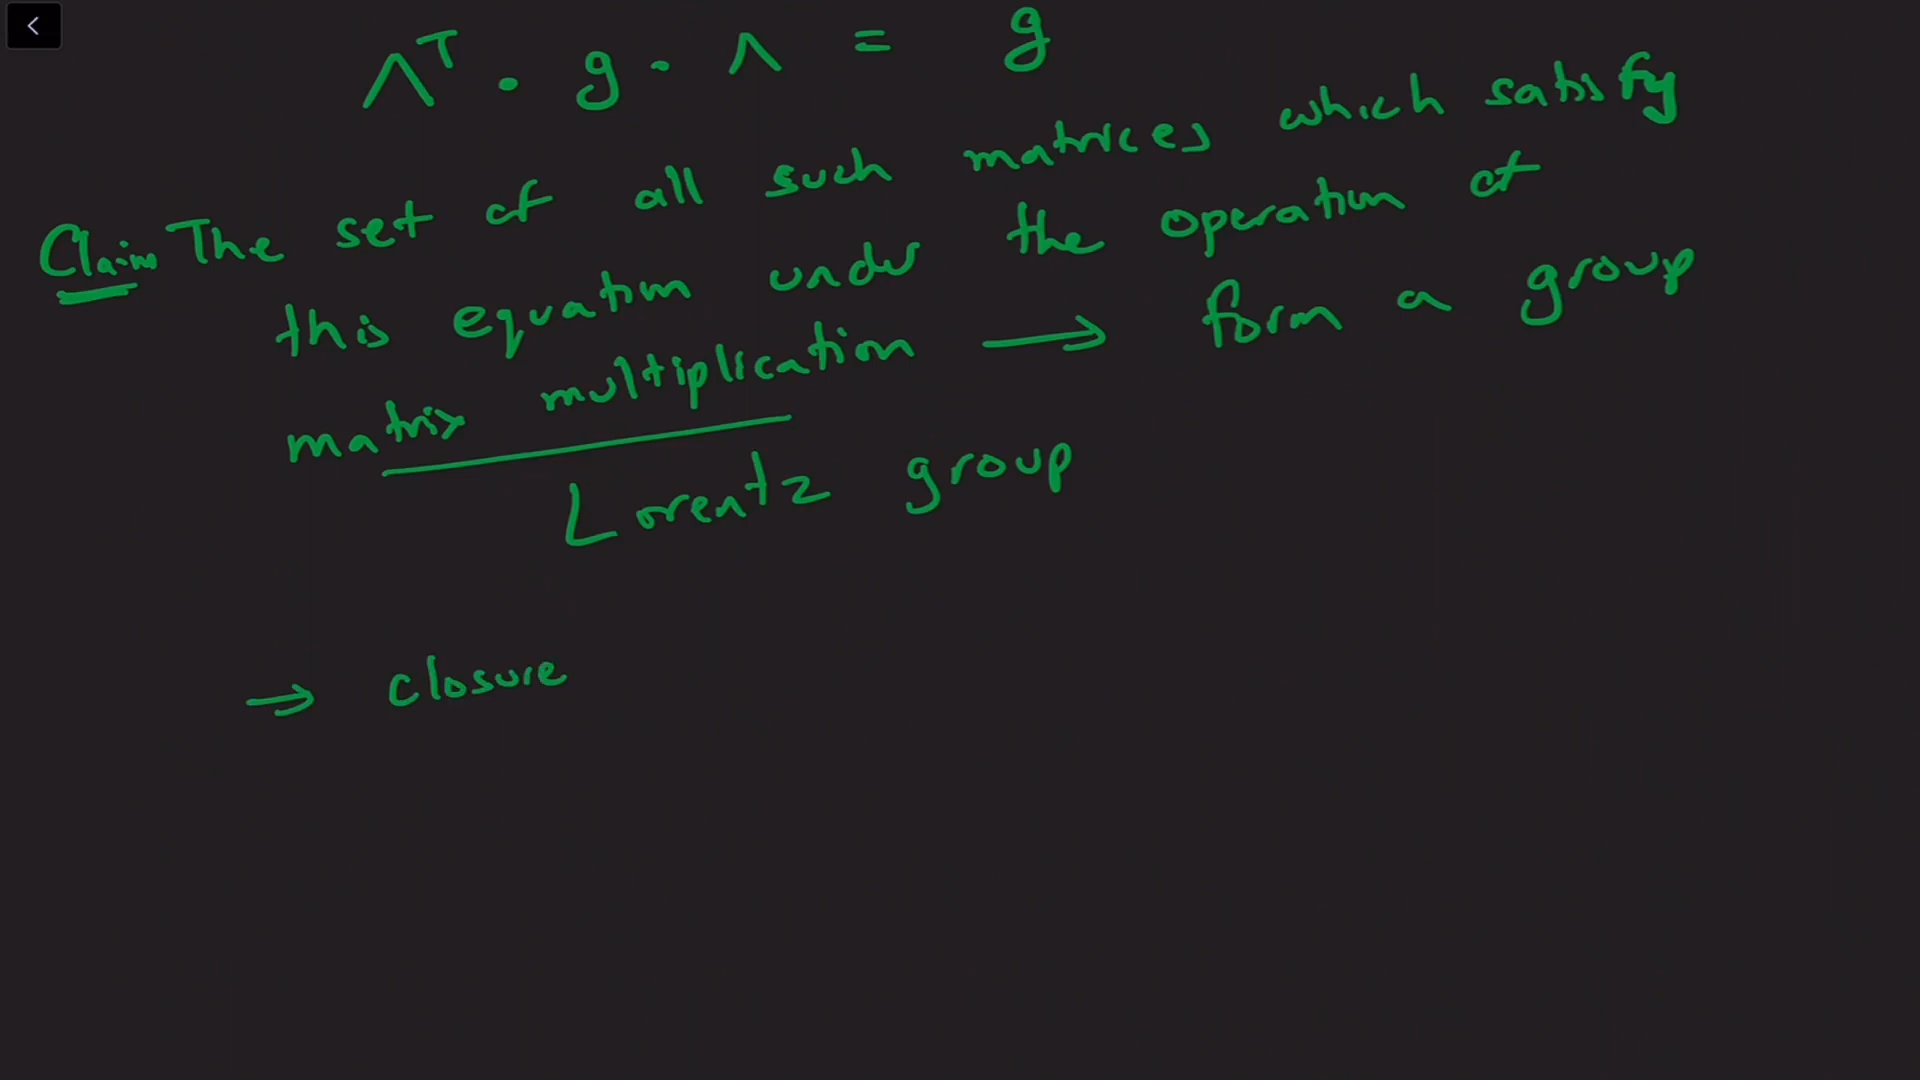 Λᵀ · g · Λ = g
Claim The set of all such matrices which satisfy
this equation under the operation of
matrix multiplication → form a group
Lorentz group
→ closure